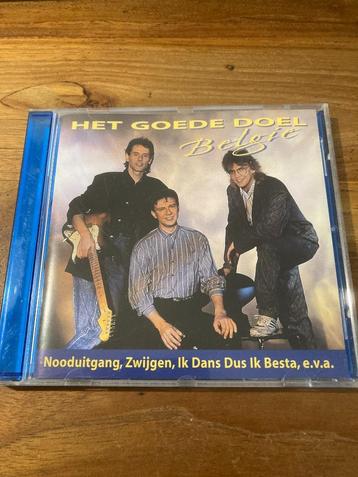 HET GOEDE DOEL
België
Nooduitgang, Zwijgen, Ik Dans Dus Ik Besta, e.v.a.